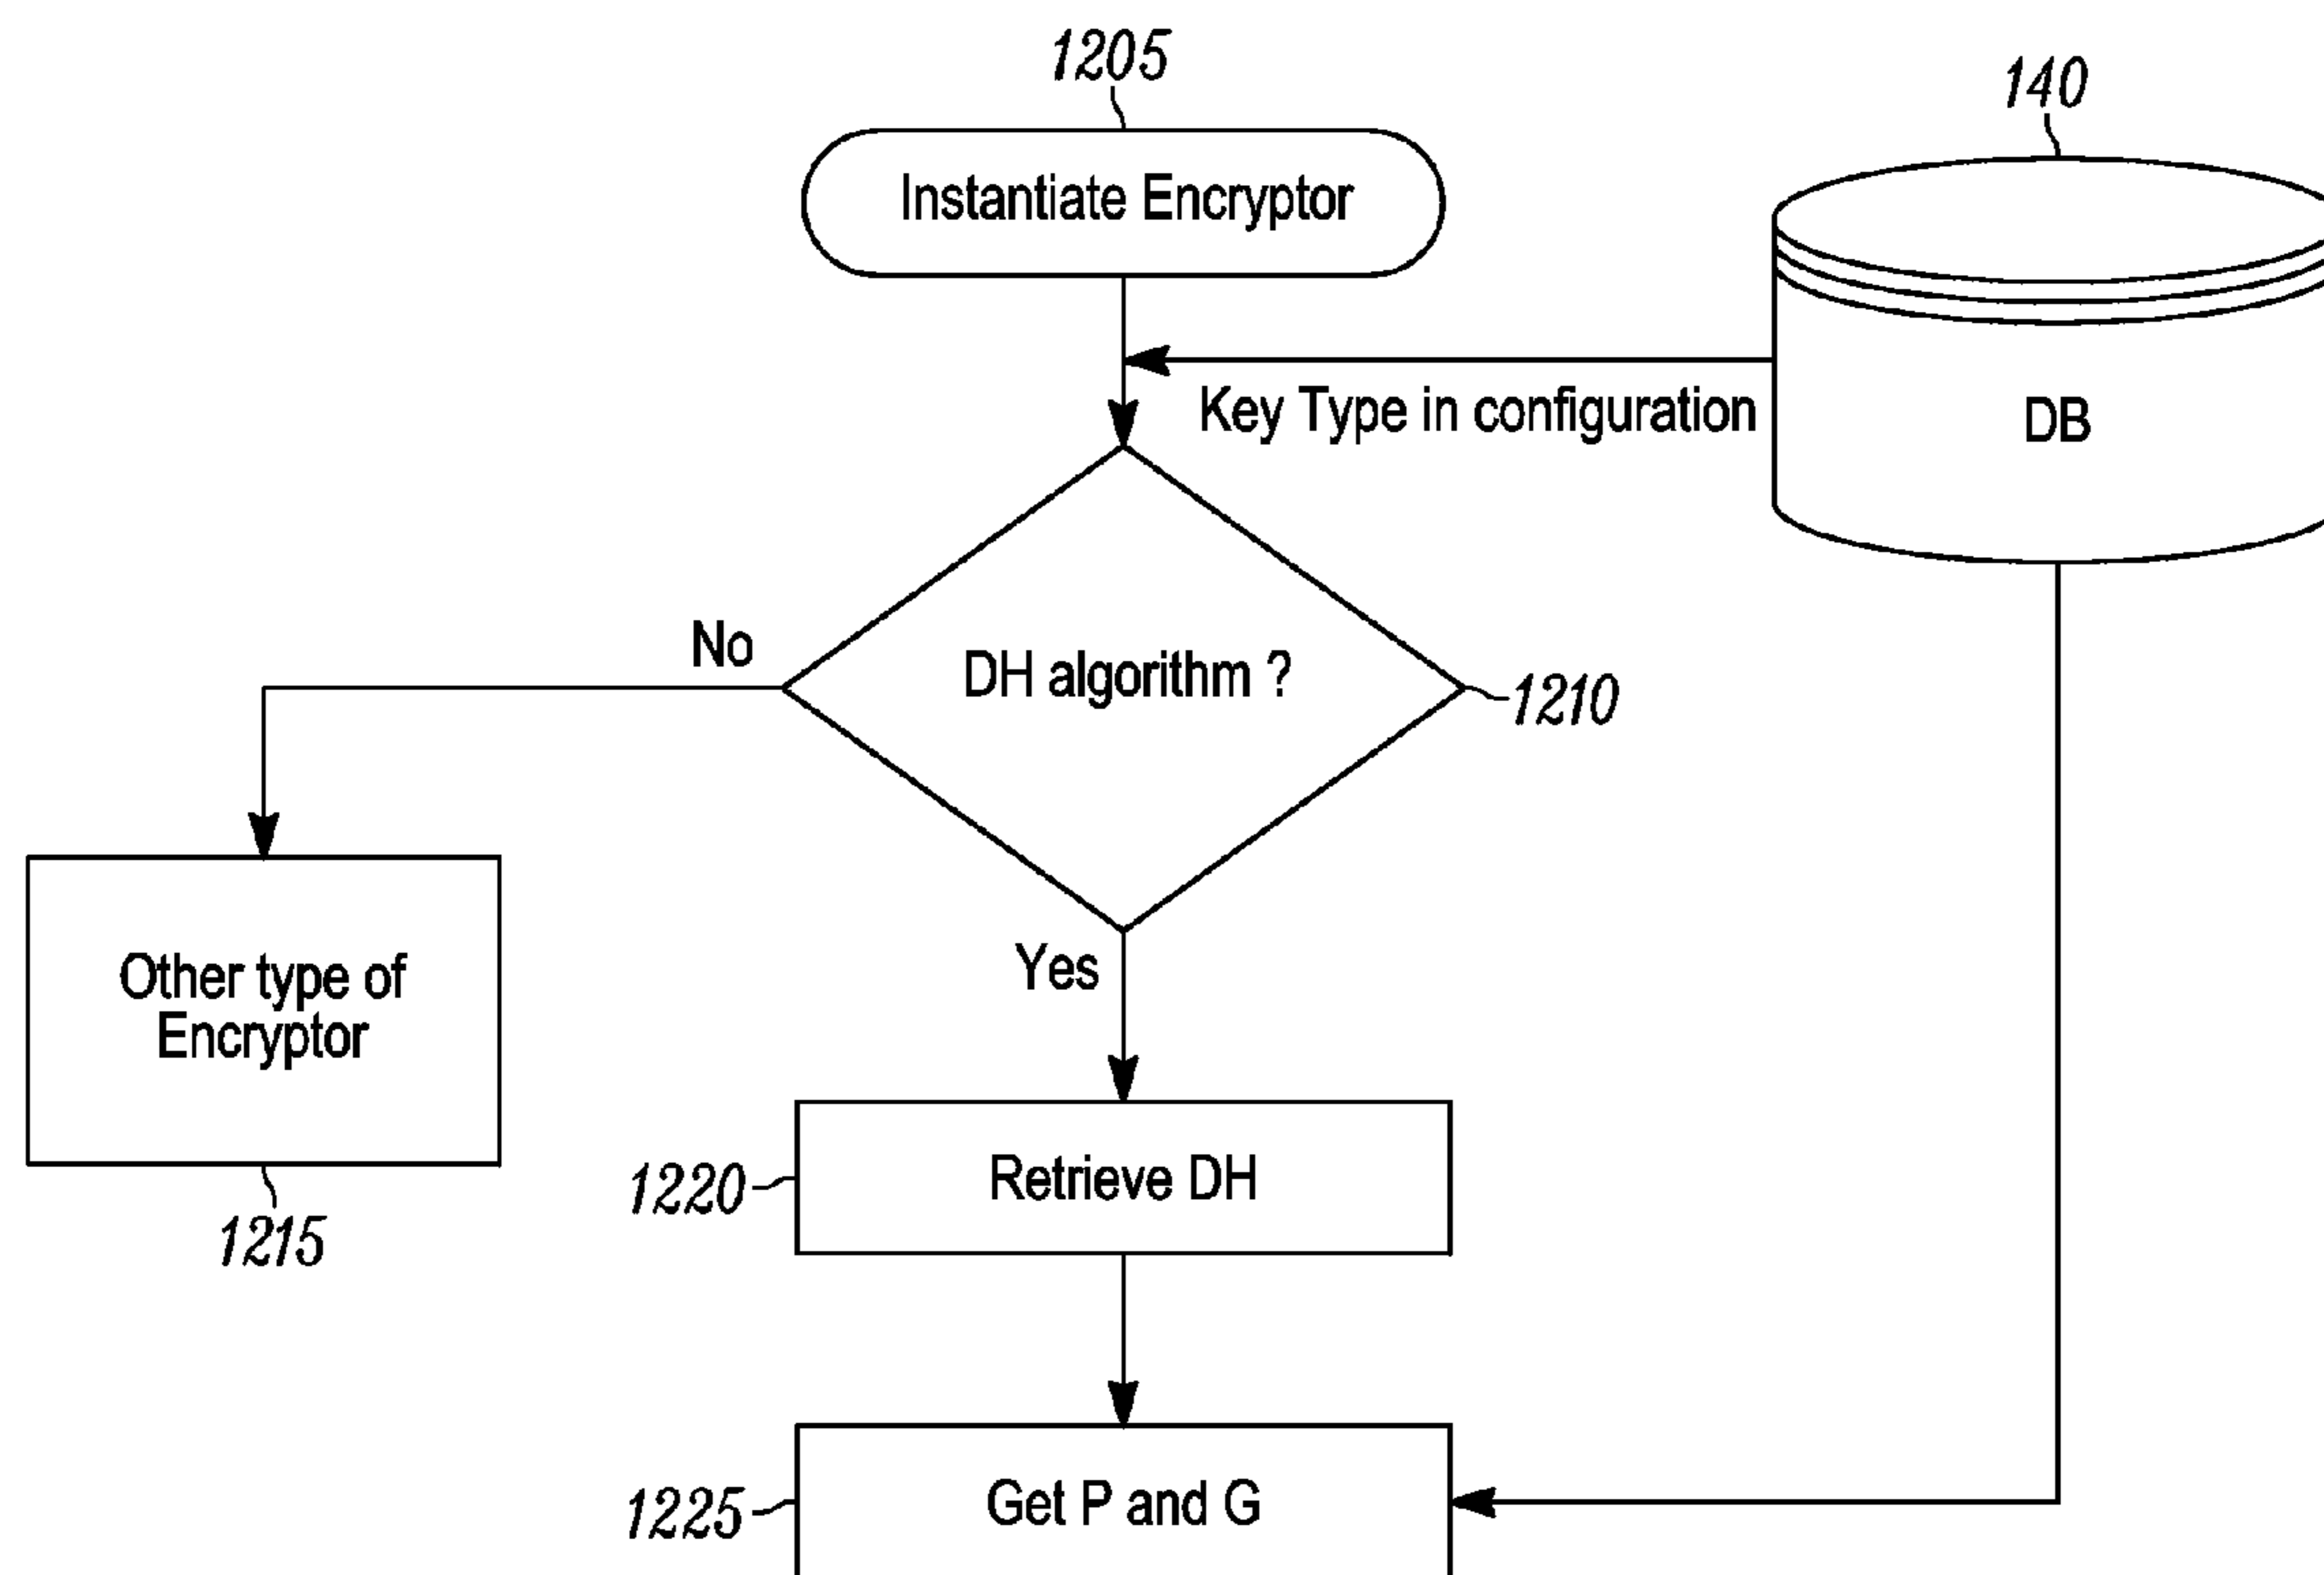 1205
140
Instantiate Encryptor
Key Type in configuration
DB
No
DH algorithm ?
1210
Yes
Other type of
Encryptor
1215
1220
Retrieve DH
1225
Get P and G